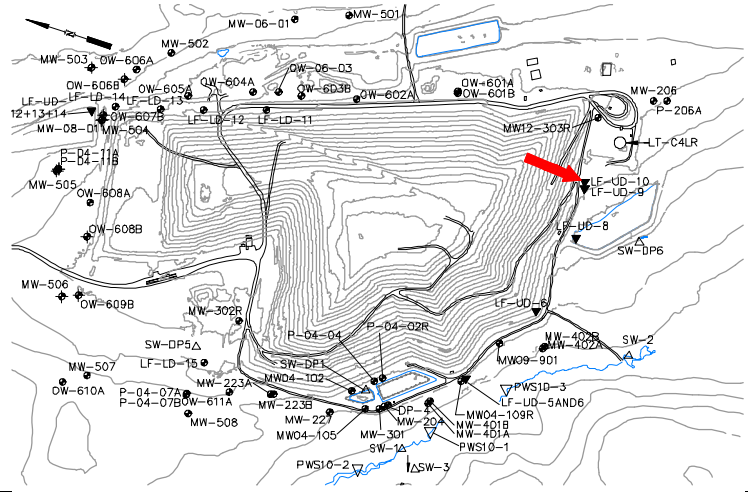 MW-501
MW-06-01
N
MW-502
MW-503
OW-606A
OW-606B
OW-605A
OW-604A
OW-06-03
OW-603B
OW-602A
OW-601A
OW-601B
MW-206
P-206A
LF-UD-
12+13+14
LF-LD-14
LF-LD-13
LF-LD-12
LF-LD-11
OW-607B
MW-08-01
MW-504
MW12-303R
LT-C4LR
P-04-11A
P-04-11B
MW-505
LF-UD-10
LF-UD-9
OW-608A
OW-608B
LF-UD-8
SW-DP6
MW-506
OW-609B
MW-302R
LF-UD-6
P-04-04
P-04-02R
SW-DP5
MW-402B
MW-402A
SW-2
LF-LD-15
SW-DP1
MW09-901
MW-507
OW-610A
MW04-102
MW-223A
PWS10-3
P-04-07A
P-04-07B
OW-611A
MW-223B
LF-UD-5AND6
MW-508
MW-227
DP-4
MW04-109R
MW-204
MW-401B
MW-401A
MW04-105
MW-301
PWS10-1
SW-1
PWS10-2
SW-3